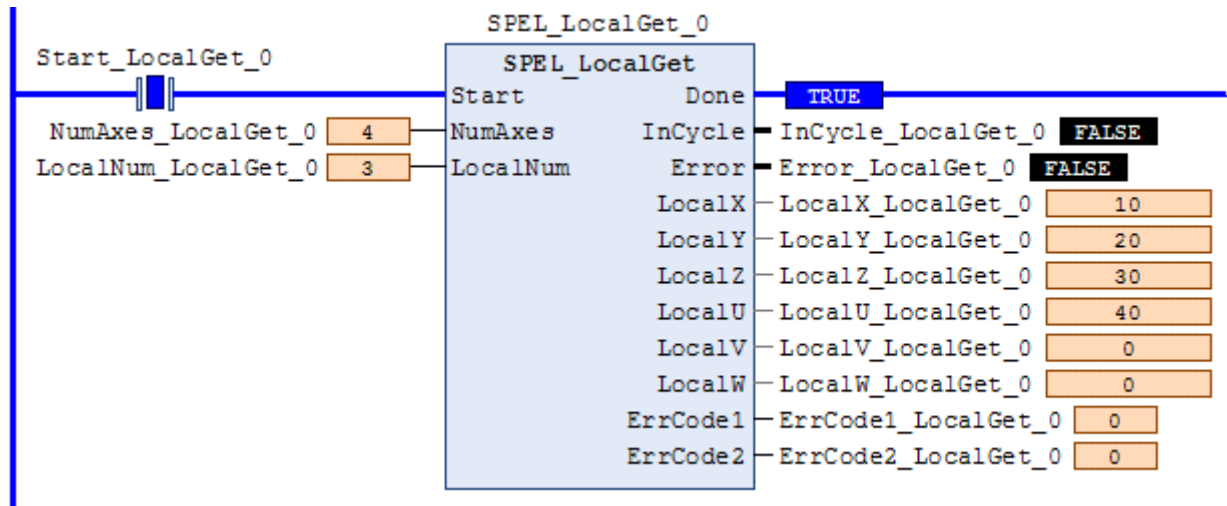 SPEL_LocalGet_0
Start_LocalGet_0
SPEL_LocalGet
Start Done TRUE
NumAxes_LocalGet_0 4 NumAxes InCycle InCycle_LocalGet_0 FALSE
LocalNum_LocalGet_0 3 LocalNum Error Error_LocalGet_0 FALSE
LocalX LocalX_LocalGet_0 10
LocalY LocalY_LocalGet_0 20
LocalZ LocalZ_LocalGet_0 30
LocalU LocalU_LocalGet_0 40
LocalV LocalV_LocalGet_0 0
LocalW LocalW_LocalGet_0 0
ErrCode1 ErrCode1_LocalGet_0 0
ErrCode2 ErrCode2_LocalGet_0 0